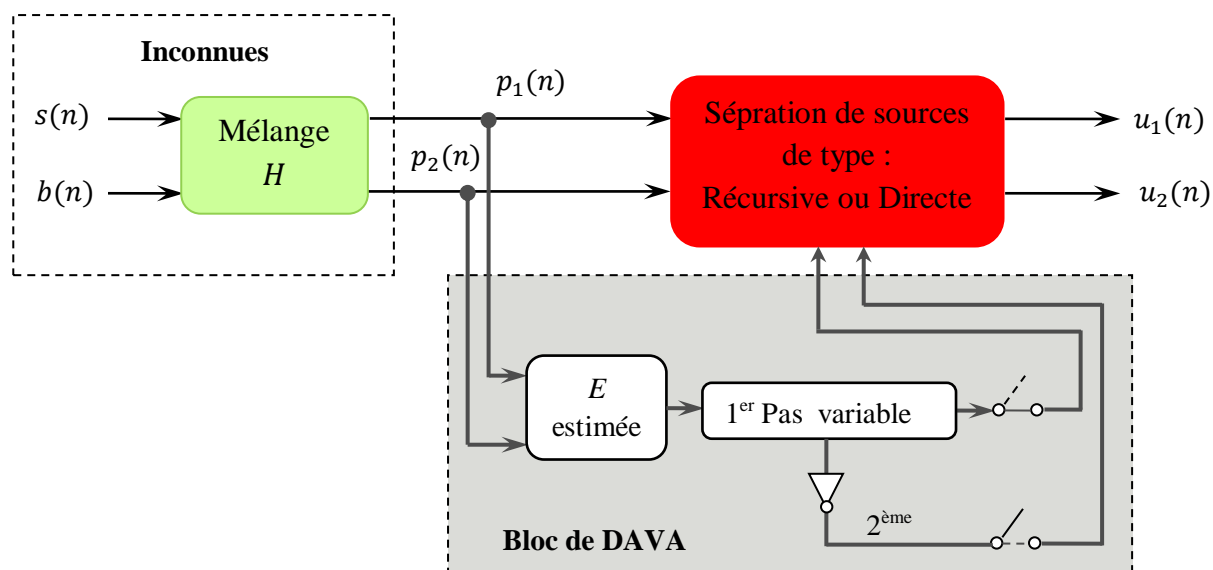 Inconnues
s(n)
b(n)
Mélange
H
p₁(n)
p₂(n)
Sépration de sources
de type :
Récursive ou Directe
u₁(n)
u₂(n)
E
estimée
1er Pas variable
2ème
Bloc de DAVA